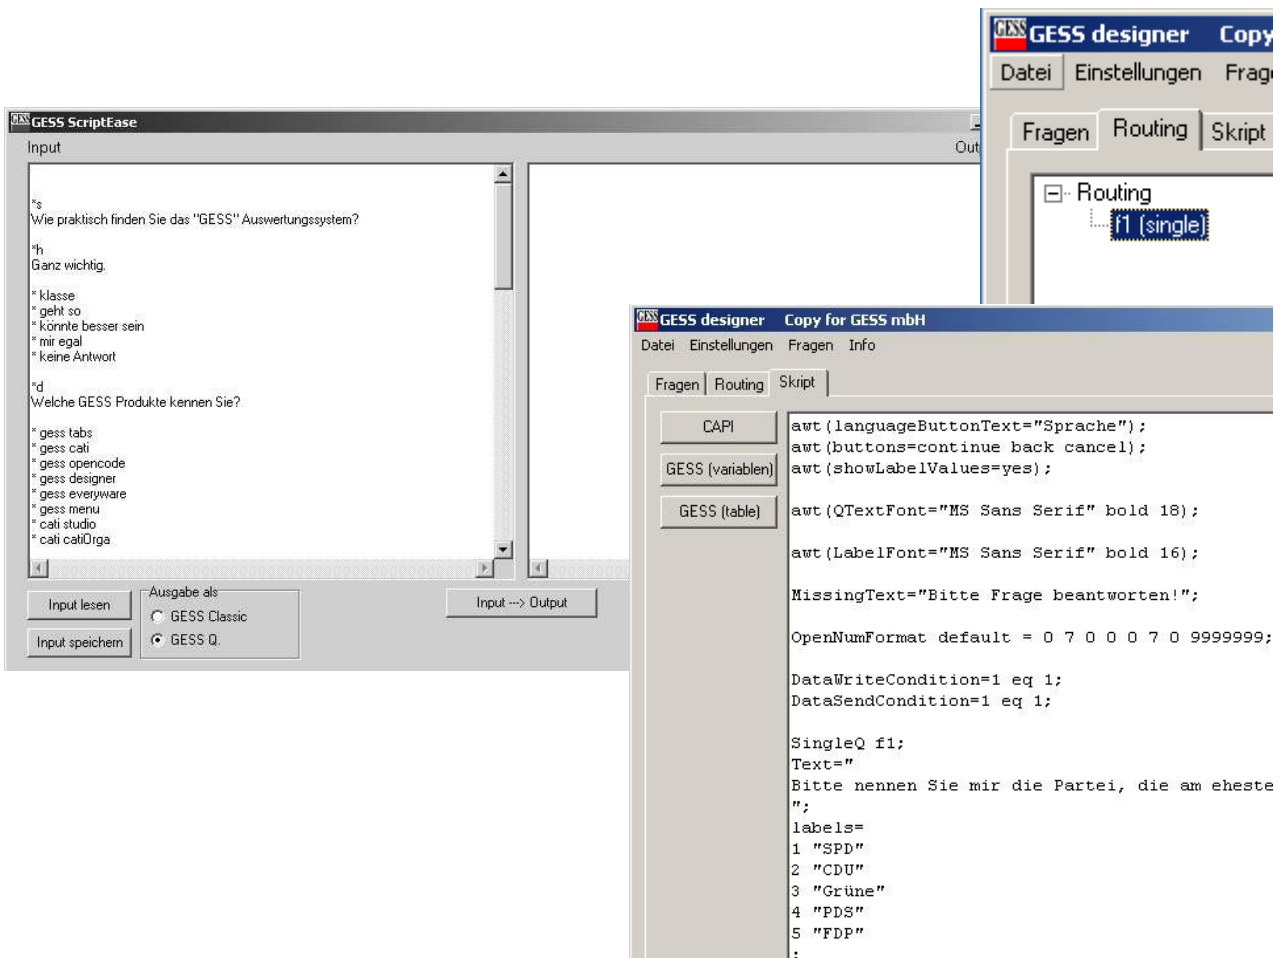 GESS GESS designer Copy
Datei Einstellungen
Fragen Routing Skript
Routing
f1 (single)
GESS GESS ScriptEase
Input
*s
Wie praktisch finden Sie das "GESS" Auswertungssystem?
*h
Ganz wichtig.
* klasse
* geht so
* könnte besser sein
* mir egal
* keine Antwort
*d
Welche GESS Produkte kennen Sie?
* gess tabs
* gess cati
* gess opencode
* gess designer
* gess everyware
* gess menu
* cati studio
* cati catiOrga
Input lesen
Input speichern
Ausgabe als
GESS Classic
GESS Q.
Input ---> Output
GESS GESS designer Copy for GESS mbH
Datei Einstellungen Fragen Info
Fragen Routing Skript
CAPI
GESS (variablen)
GESS (table)
awt(languageButtonText="Sprache");
awt(buttons=continue back cancel);
awt(showLabelValues=yes);
awt(QTextFont="MS Sans Serif" bold 18);
awt(LabelFont="MS Sans Serif" bold 16);
MissingText="Bitte Frage beantworten!";
OpenNumFormat default = 0 7 0 0 0 7 0 9999999;
DataWriteCondition=1 eq 1;
DataSendCondition=1 eq 1;
SingleQ f1;
Text="
Bitte nennen Sie mir die Partei, die am eheste
";
labels=
1 "SPD"
2 "CDU"
3 "Grüne"
4 "PDS"
5 "FDP"
;